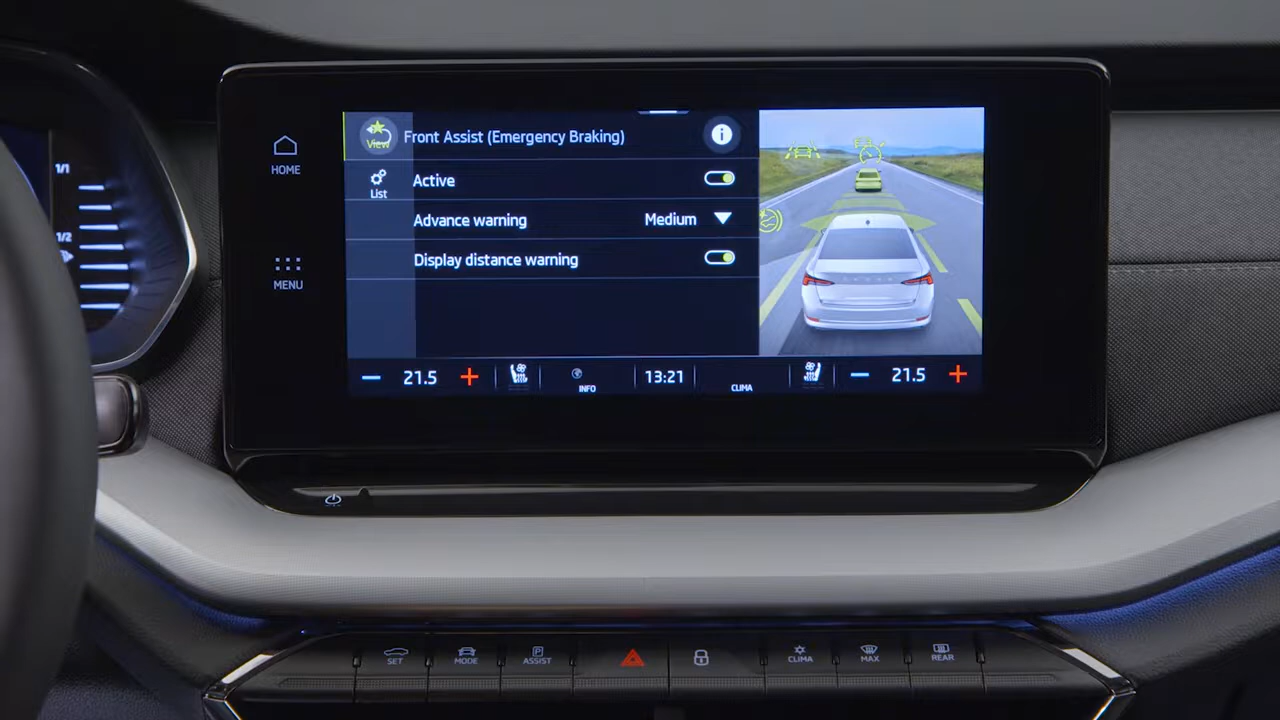 1/1
1/2
HOME
MENU
View
List
Front Assist (Emergency Braking)
i
Active
Advance warning Medium
Display distance warning
− 21.5 + INFO 13:21 CLIMA − 21.5 +
SET MODE P ASSIST CLIMA MAX REAR